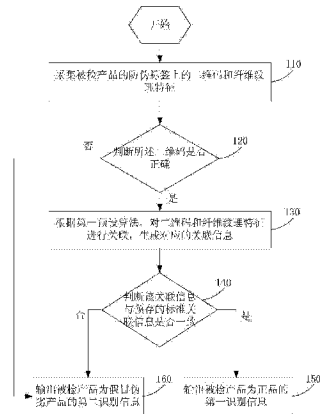 开始
采集被检产品的防伪标签上的二维码和纤维纹
理特征
110
判断所述二维码是否
正确
120
否
是
根据第一预设算法，对二维码和纤维纹理特征
进行关联，生成对应的关联信息
130
判断该关联信息
与预存的标准关
联信息是否一致
140
否
是
输出被检产品为假冒伪
劣产品的第二识别信息
160
输出被检产品为正品的
第一识别信息
150